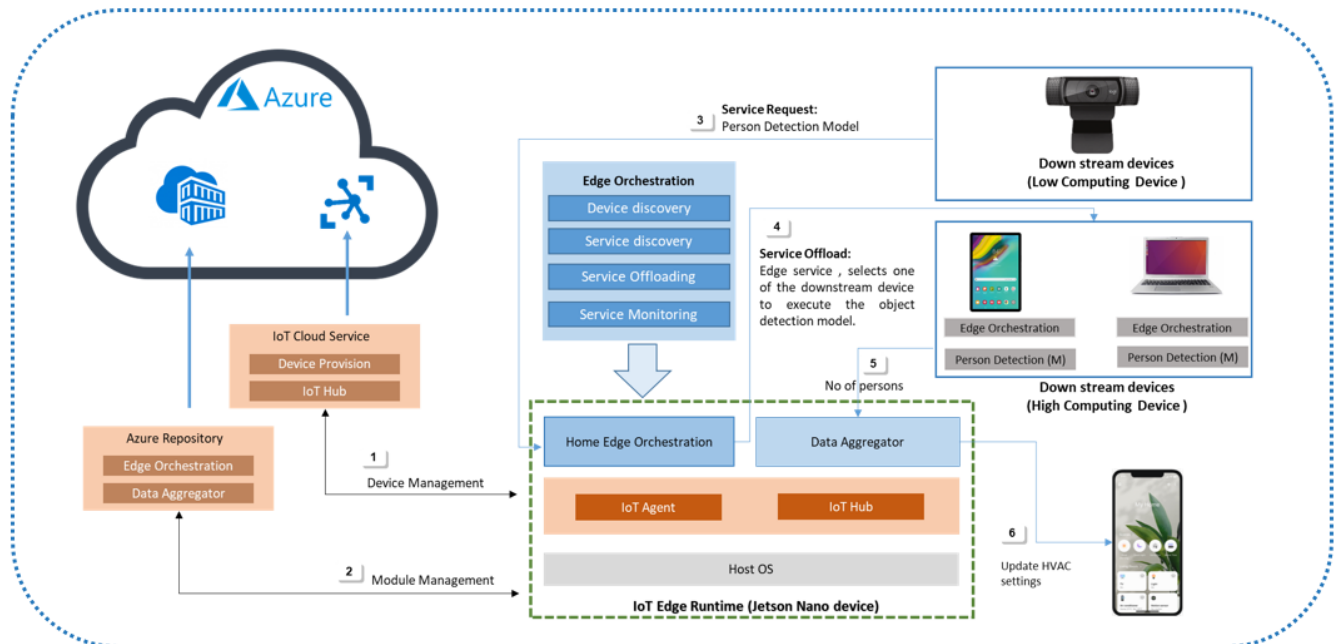 Azure
3
Service Request:
Person Detection Model
Down stream devices
(Low Computing Device )
Edge Orchestration
Device discovery
Service discovery
Service Offloading
Service Monitoring
4
Service Offload:
Edge service , selects one
of the downstream device
to execute the object
detection model.
Edge Orchestration
Person Detection (M)
Edge Orchestration
Person Detection (M)
Down stream devices
(High Computing Device )
5
No of persons
IoT Cloud Service
Device Provision
IoT Hub
Azure Repository
Edge Orchestration
Data Aggregator
1
Device Management
2
Module Management
Home Edge Orchestration
Data Aggregator
IoT Agent
IoT Hub
Host OS
IoT Edge Runtime (Jetson Nano device)
6
Update HVAC
settings